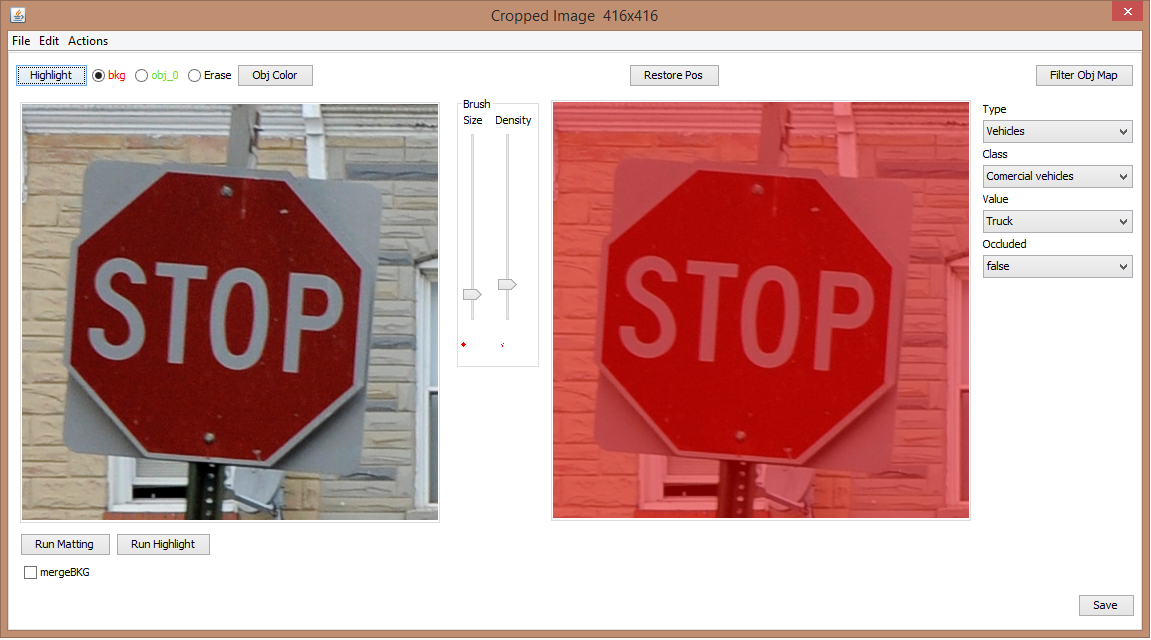 Cropped Image 416x416
File Edit Actions
Highlight bkg obj_0 Erase Obj Color Restore Pos Filter Obj Map
Brush
Size Density
STOP
STOP
Type
Vehicles
Class
Comercial vehicles
Value
Truck
Occluded
false
Run Matting Run Highlight
mergeBKG
Save